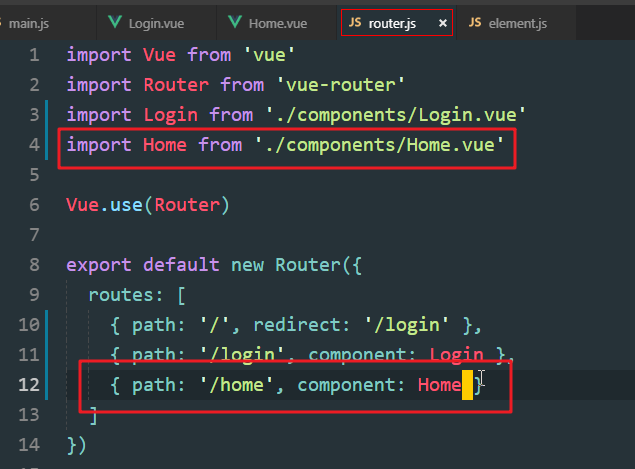 main.js Login.vue Home.vue JS router.js × JS element.js
1 import Vue from 'vue'
2 import Router from 'vue-router'
3 import Login from './components/Login.vue'
4 import Home from './components/Home.vue'
5
6 Vue.use(Router)
7
8 export default new Router({
9 routes: [
10 { path: '/', redirect: '/login' },
11 { path: '/login', component: Login },
12 { path: '/home', component: Home }
13 ]
14 })